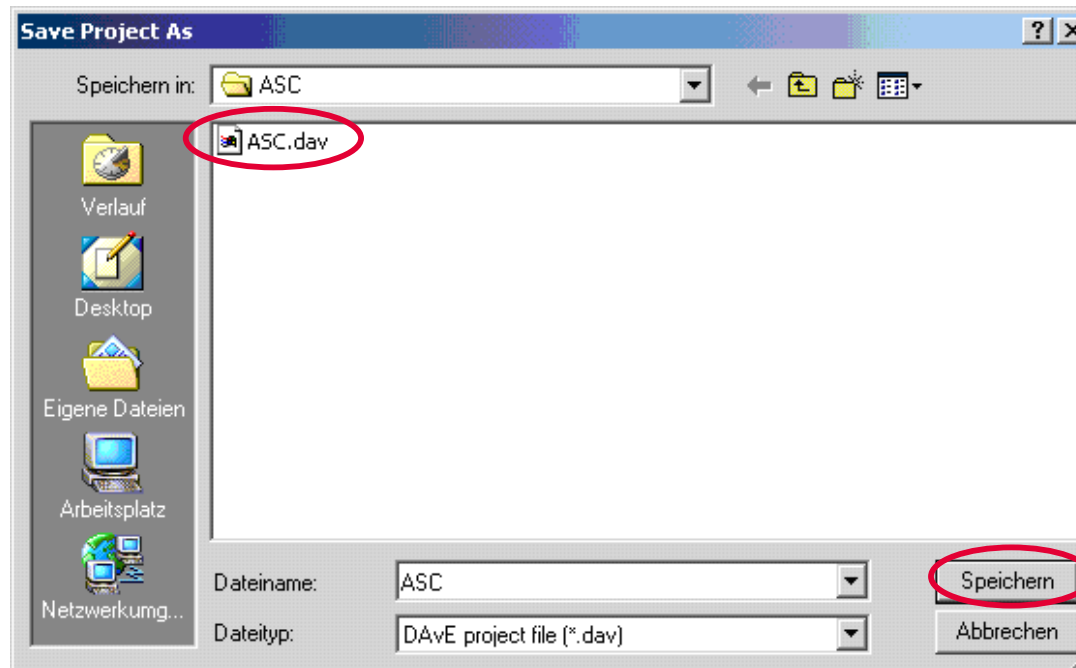 Save Project As
Speichern in: ASC
ASC.dav
Verlauf
Desktop
Eigene Dateien
Arbeitsplatz
Netzwerkumg...
Dateiname: ASC Speichern
Dateityp: DAvE project file (*.dav) Abbrechen